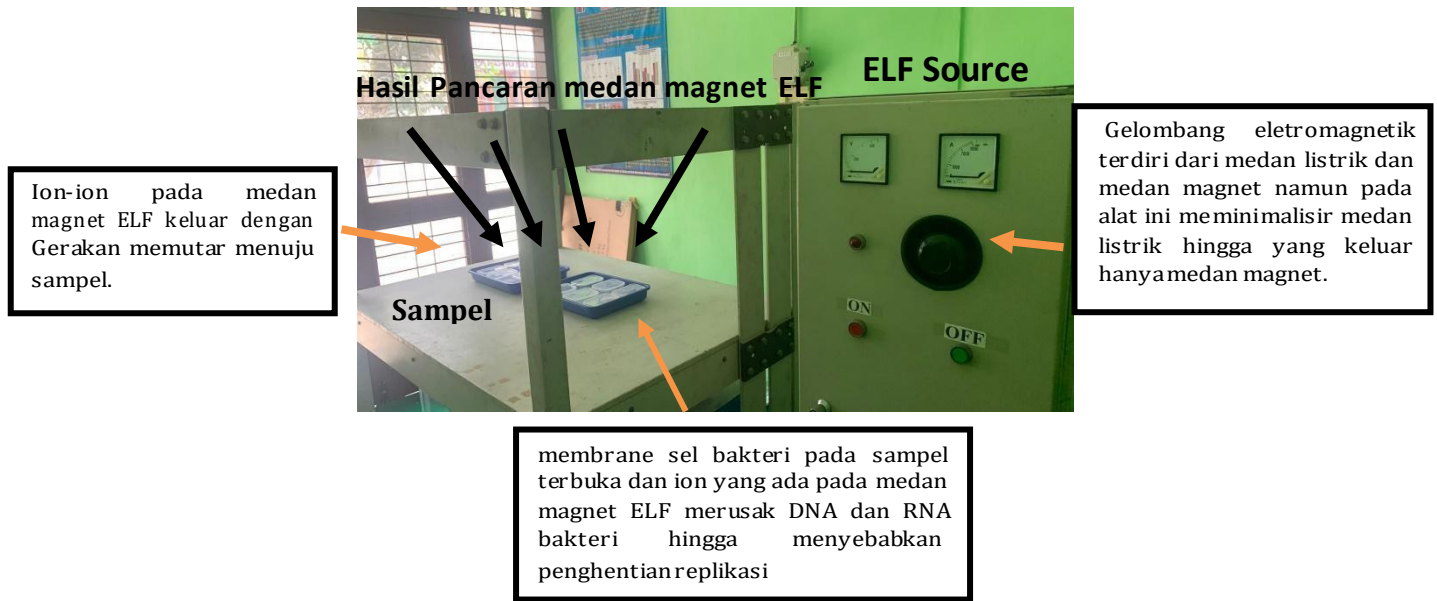 Hasil Pancaran medan magnet ELF
ELF Source
Ion-ion pada medan
magnet ELF keluar dengan
Gerakan memutar menuju
sampel.
Gelombang eletromagnetik
terdiri dari medan listrik dan
medan magnet namun pada
alat ini meminimalisir medan
listrik hingga yang keluar
hanya medan magnet.
V
A
Sampel
ON
OFF
membrane sel bakteri pada sampel
terbuka dan ion yang ada pada medan
magnet ELF merusak DNA dan RNA
bakteri hingga menyebabkan
penghentian replikasi